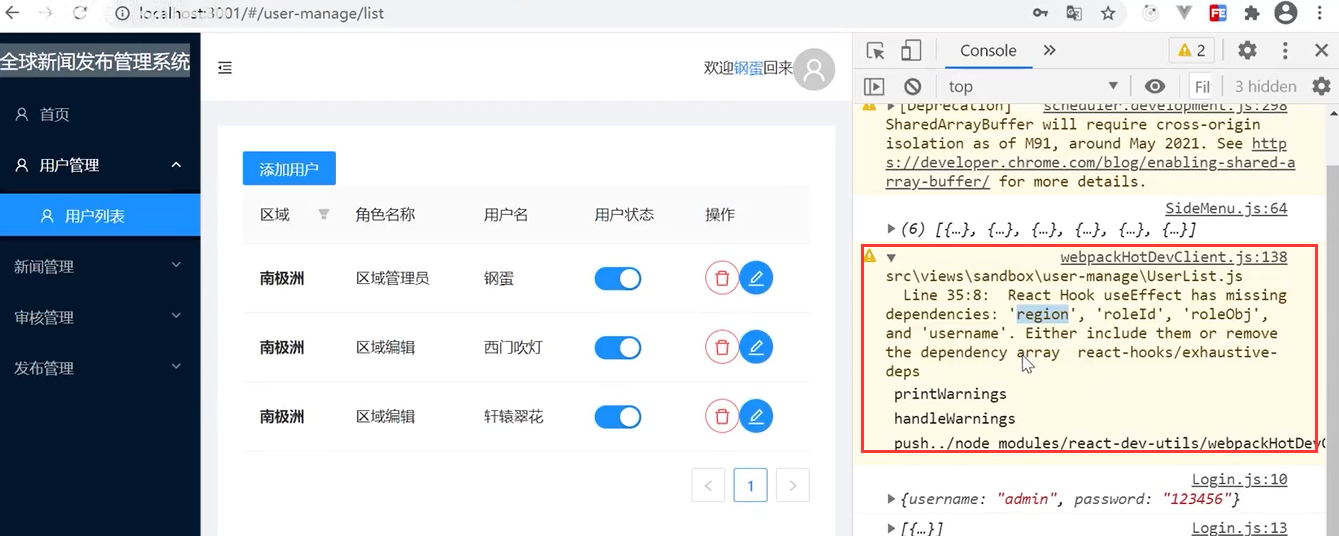 localhost:3001/#/user-manage/list
全球新闻发布管理系统
首页
用户管理
用户列表
新闻管理
审核管理
发布管理
欢迎钢蛋回来
添加用户
区域 角色名称 用户名 用户状态 操作
南极洲 区域管理员 钢蛋
南极洲 区域编辑 西门吹灯
南极洲 区域编辑 轩辕翠花
< 1 >
Console » 2
top Fil 3 hidden
[Deprecation] scheduler.development.js:298
SharedArrayBuffer will require cross-origin
isolation as of M91, around May 2021. See http
s://developer.chrome.com/blog/enabling-shared-a
rray-buffer/ for more details.
SideMenu.js:64
(6) [{…}, {…}, {…}, {…}, {…}, {…}]
webpackHotDevClient.js:138
src\views\sandbox\user-manage\UserList.js
Line 35:8: React Hook useEffect has missing
dependencies: 'region', 'roleId', 'roleObj',
and 'username'. Either include them or remove
the dependency array react-hooks/exhaustive-
deps
printWarnings
handleWarnings
push../node_modules/react-dev-utils/webpackHotDevC
Login.js:10
{username: "admin", password: "123456"}
Login.js:13
[{…}]